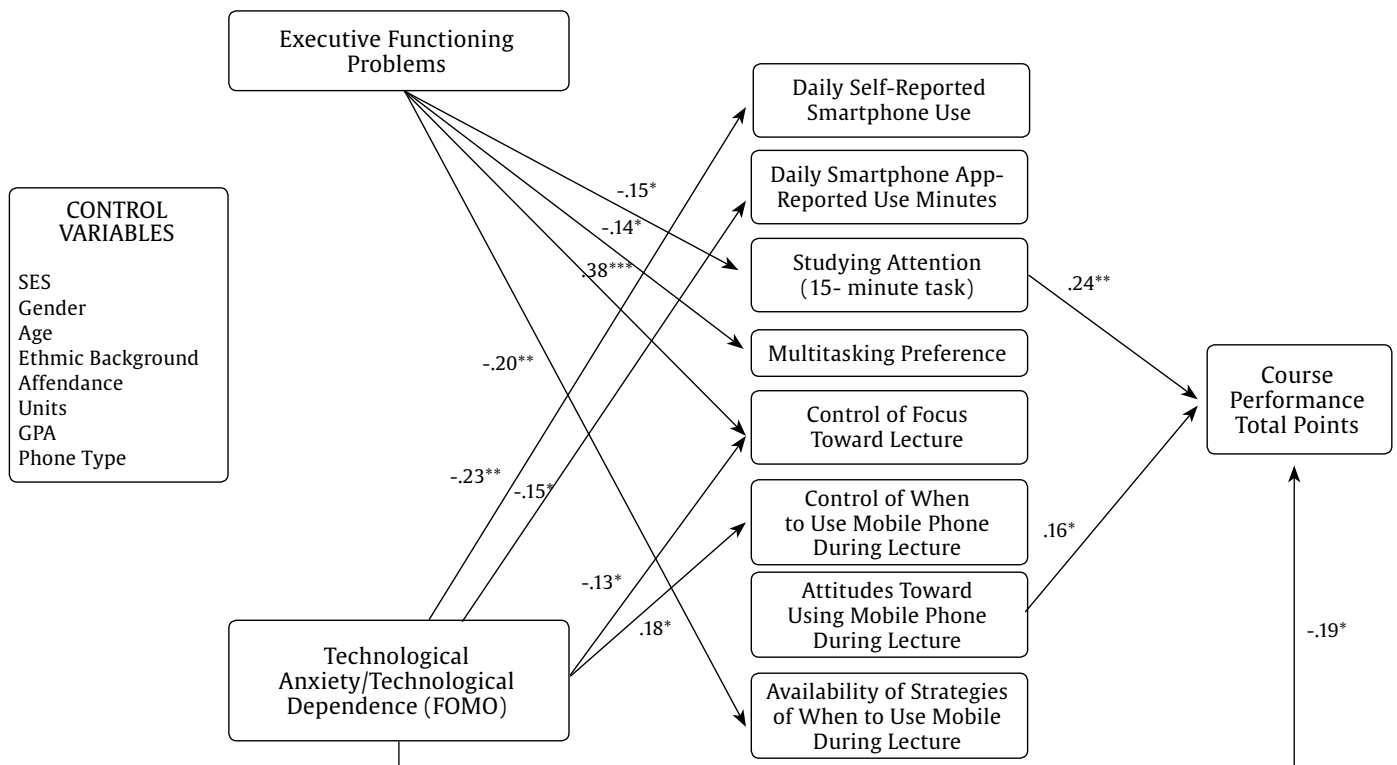 Executive Functioning
Problems
CONTROL
VARIABLES
SES
Gender
Age
Ethmic Background
Affendance
Units
GPA
Phone Type
Technological
Anxiety/Technological
Dependence (FOMO)
-.15*
-.14*
.38***
-.20**
-.23**
-.15*
-.13*
.18*
Daily Self-Reported
Smartphone Use
Daily Smartphone App-
Reported Use Minutes
Studying Attention
(15- minute task)
Multitasking Preference
Control of Focus
Toward Lecture
Control of When
to Use Mobile Phone
During Lecture
Attitudes Toward
Using Mobile Phone
During Lecture
Availability of Strategies
of When to Use Mobile
During Lecture
.24**
.16*
Course
Performance
Total Points
-.19*